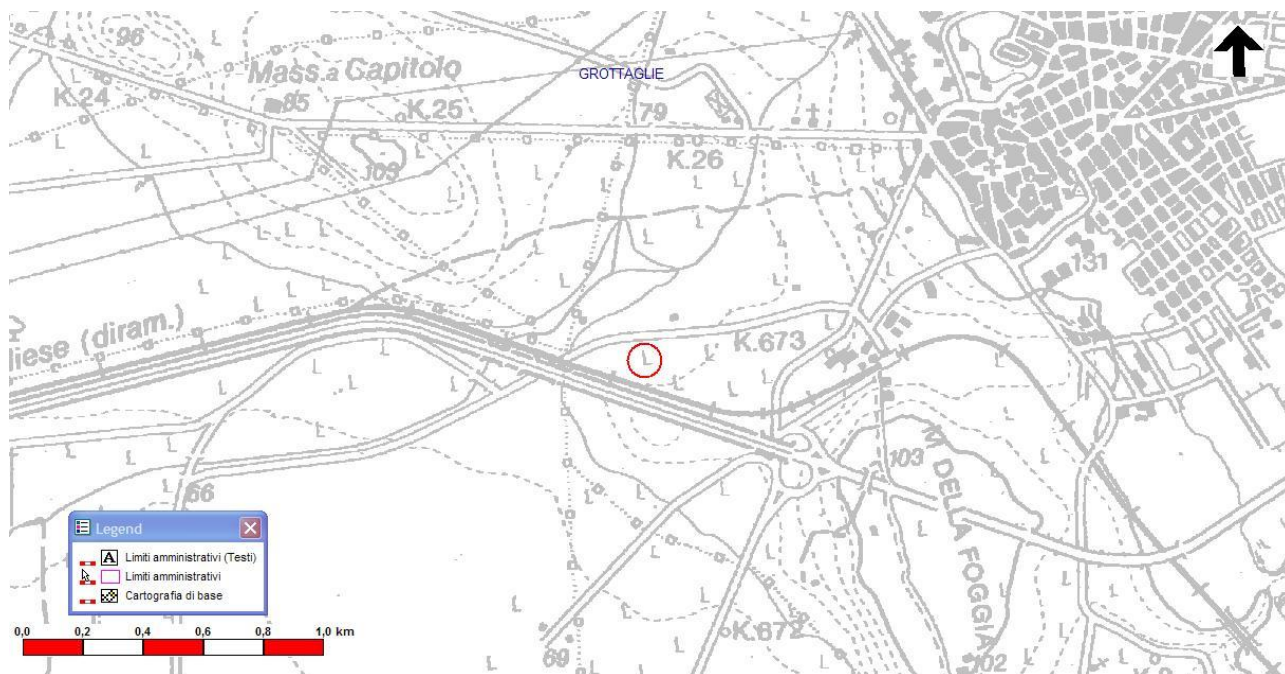 96
Mass.a Capitolo
GROTTAGLIE
K.24
85
K.25
79
103
K.26
131
liese (diram.)
K.673
66
103
M. DELLA FOGGIA
Legend
A Limiti amministrativi (Testi)
Limiti amministrativi
Cartografia di base
0,0 0,2 0,4 0,6 0,8 1,0 km
K.672
69
102